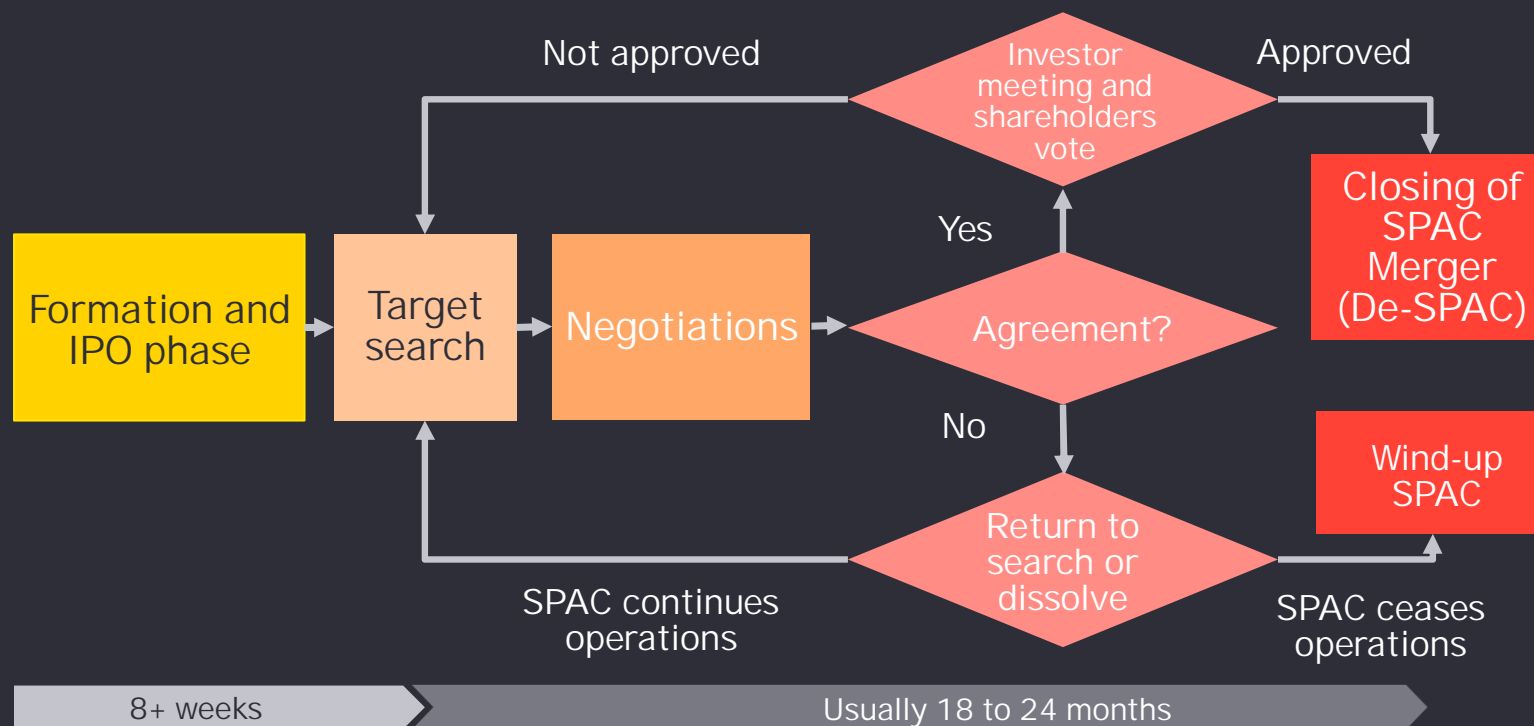 Not approved
Investor
meeting and
shareholders
vote
Approved
Formation and
IPO phase
Target
search
Negotiations
Yes
Agreement?
No
Closing of
SPAC
Merger
(De-SPAC)
Return to
search or
dissolve
Wind-up
SPAC
SPAC continues
operations
SPAC ceases
operations
8+ weeks
Usually 18 to 24 months